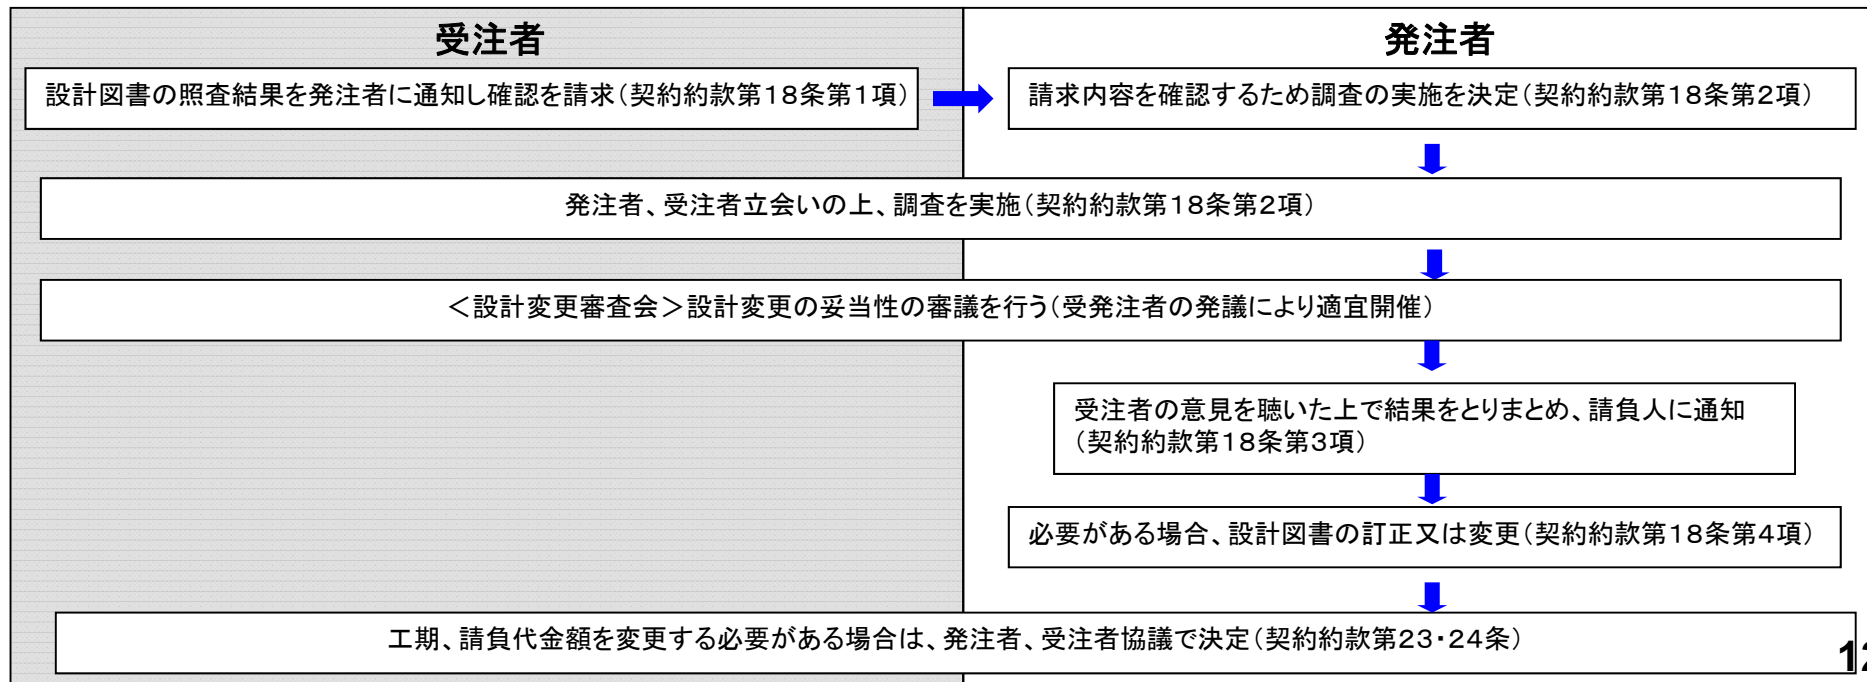 受注者
発注者
設計図書の照査結果を発注者に通知し確認を請求(契約約款第18条第1項)
請求内容を確認するため調査の実施を決定(契約約款第18条第2項)
発注者、受注者立会いの上、調査を実施(契約約款第18条第2項)
<設計変更審査会>設計変更の妥当性の審議を行う(受発注者の発議により適宜開催)
受注者の意見を聴いた上で結果をとりまとめ、請負人に通知
(契約約款第18条第3項)
必要がある場合、設計図書の訂正又は変更(契約約款第18条第4項)
工期、請負代金額を変更する必要がある場合は、発注者、受注者協議で決定(契約約款第23・24条)
12